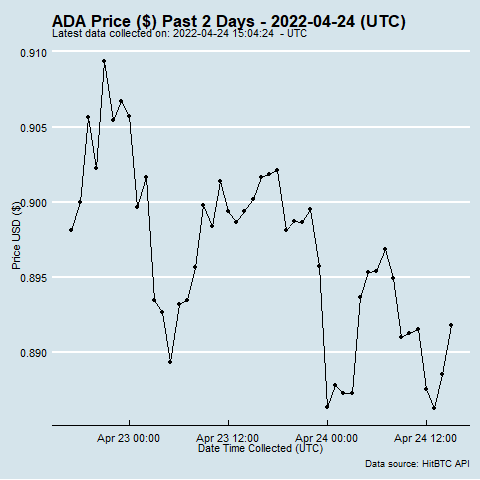 ADA Price ($) Past 2 Days - 2022-04-24 (UTC)
Latest data collected on: 2022-04-24 15:04:24 - UTC
0.910
0.905
0.900
0.895
0.890
Price USD ($)
Apr 23 00:00
Apr 23 12:00
Apr 24 00:00
Apr 24 12:00
Date Time Collected (UTC)
Data source: HitBTC API